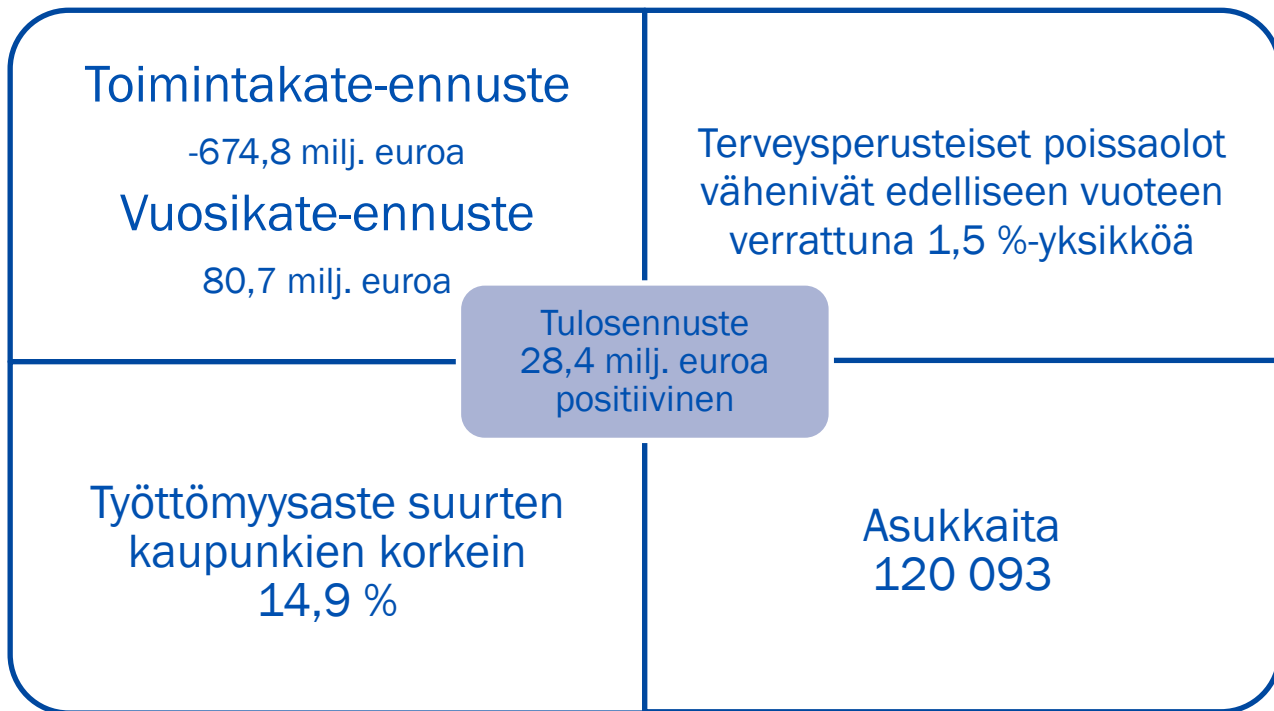 Toimintakate-ennuste
-674,8 milj. euroa
Vuosikate-ennuste
80,7 milj. euroa
Terveysperusteiset poissaolot
vähenivät edelliseen vuoteen
verrattuna 1,5 %-yksikköä
Tulosennuste
28,4 milj. euroa
positiivinen
Työttömyysaste suurten
kaupunkien korkein
14,9 %
Asukkaita
120 093